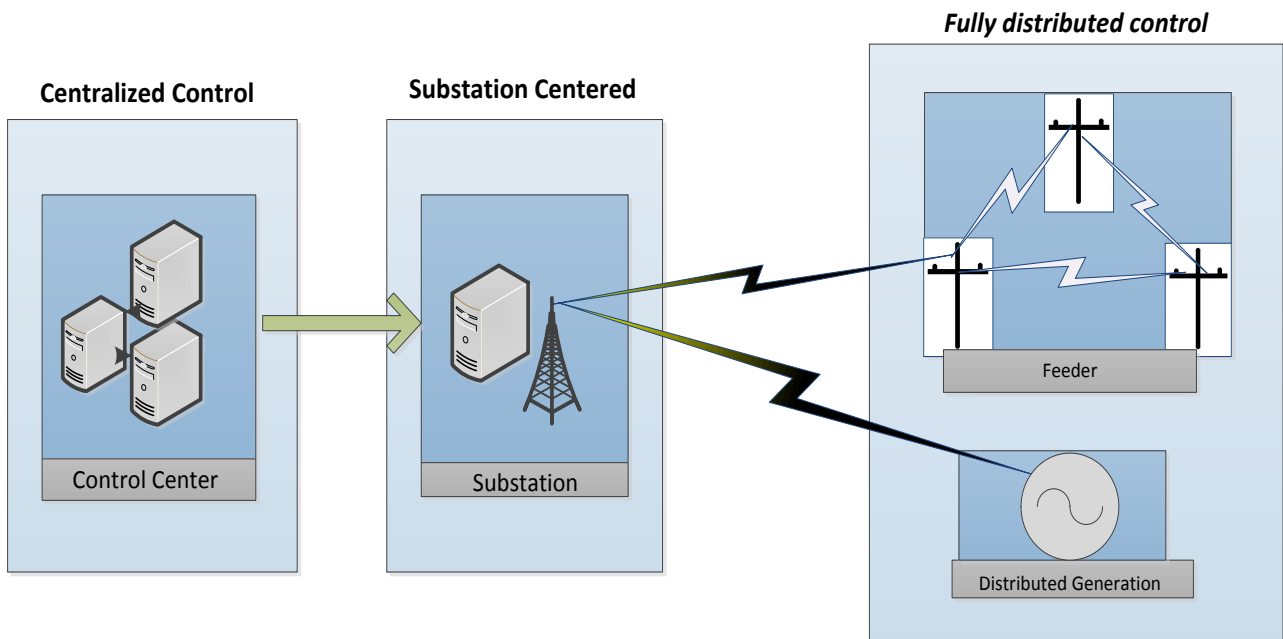 Centralized Control
Control Center
Substation Centered
Substation
Fully distributed control
Feeder
Distributed Generation